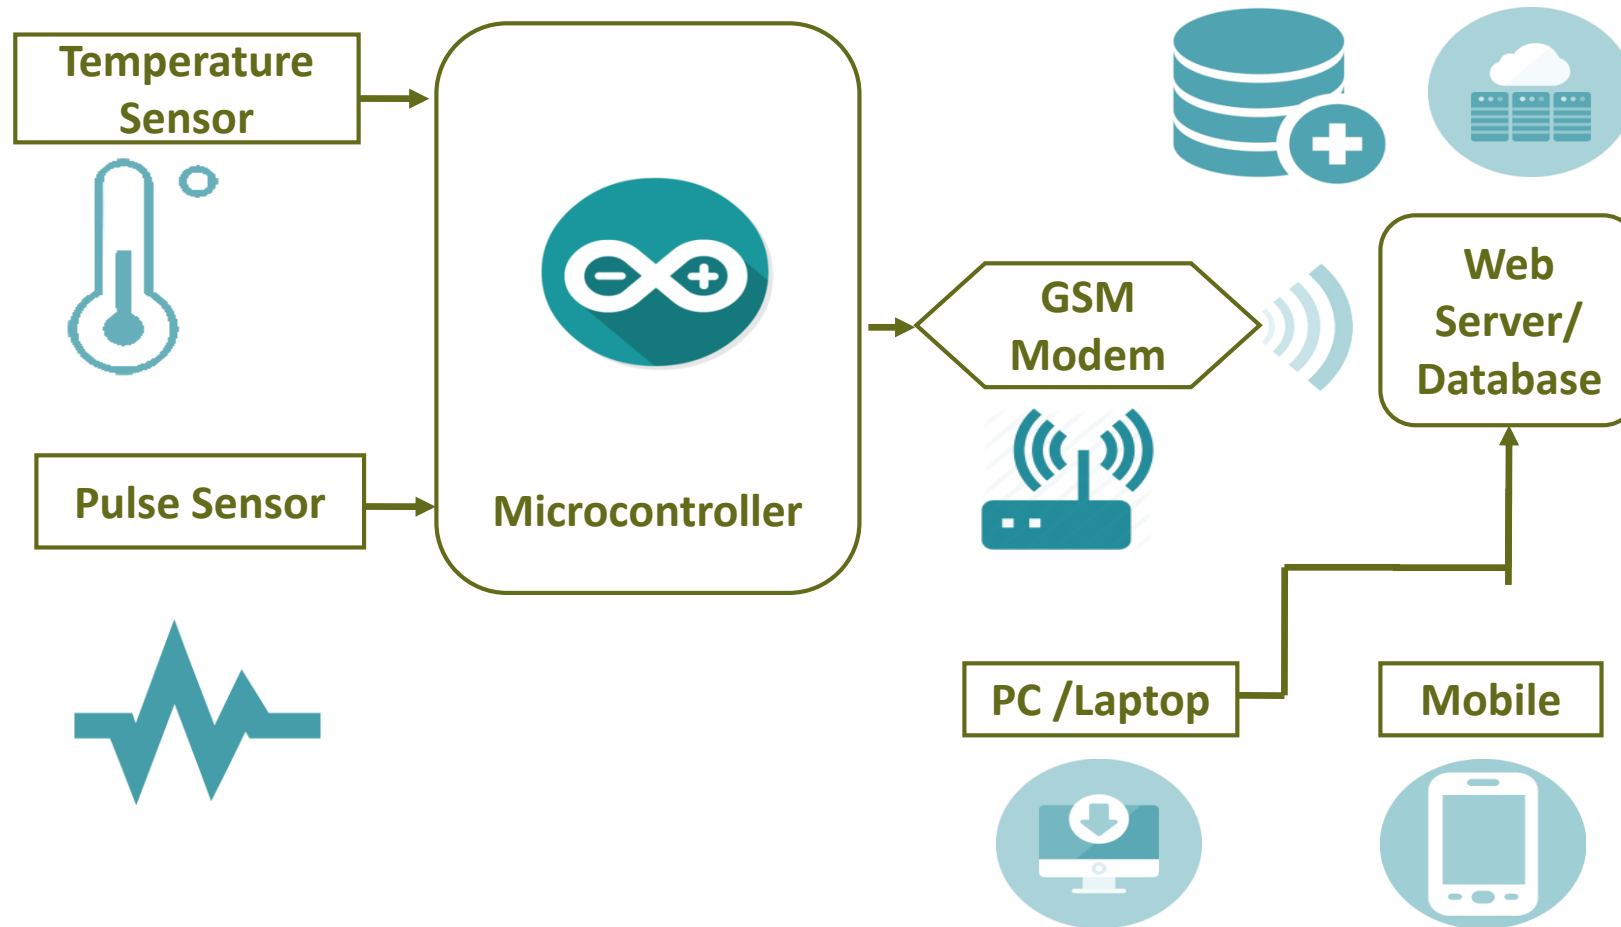 Temperature
Sensor
Pulse Sensor
Microcontroller
GSM
Modem
Web
Server/
Database
PC /Laptop
Mobile